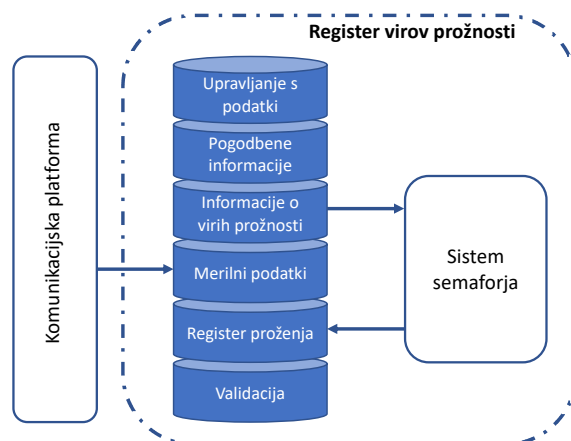 Register virov prožnosti
Komunikacijska platforma
Upravljanje s
podatki
Pogodbene
informacije
Informacije o
virih prožnosti
Merilni podatki
Register proženja
Validacija
Sistem
semaforja